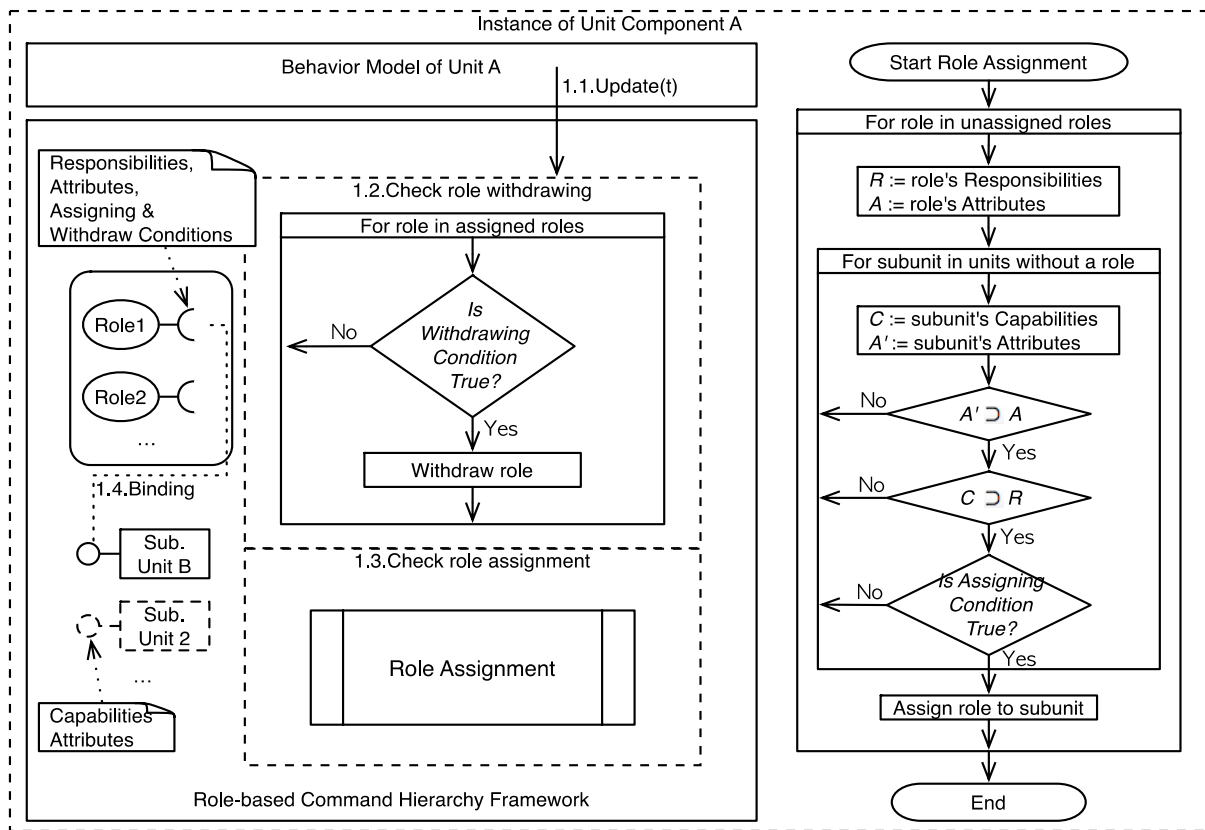 Instance of Unit Component A
Behavior Model of Unit A
1.1.Update(t)
Responsibilities,
Attributes,
Assigning &
Withdraw Conditions
Role1
Role2
...
1.4.Binding
Sub.
Unit B
Sub.
Unit 2
...
Capabilities
Attributes
1.2.Check role withdrawing
For role in assigned roles
Is
Withdrawing
Condition
True?
No
Yes
Withdraw role
1.3.Check role assignment
Role Assignment
Role-based Command Hierarchy Framework
Start Role Assignment
For role in unassigned roles
R := role's Responsibilities
A := role's Attributes
For subunit in units without a role
C := subunit's Capabilities
A' := subunit's Attributes
No
A' ⊃ A
Yes
No
C ⊃ R
Yes
No
Is Assigning
Condition
True?
Yes
Assign role to subunit
End